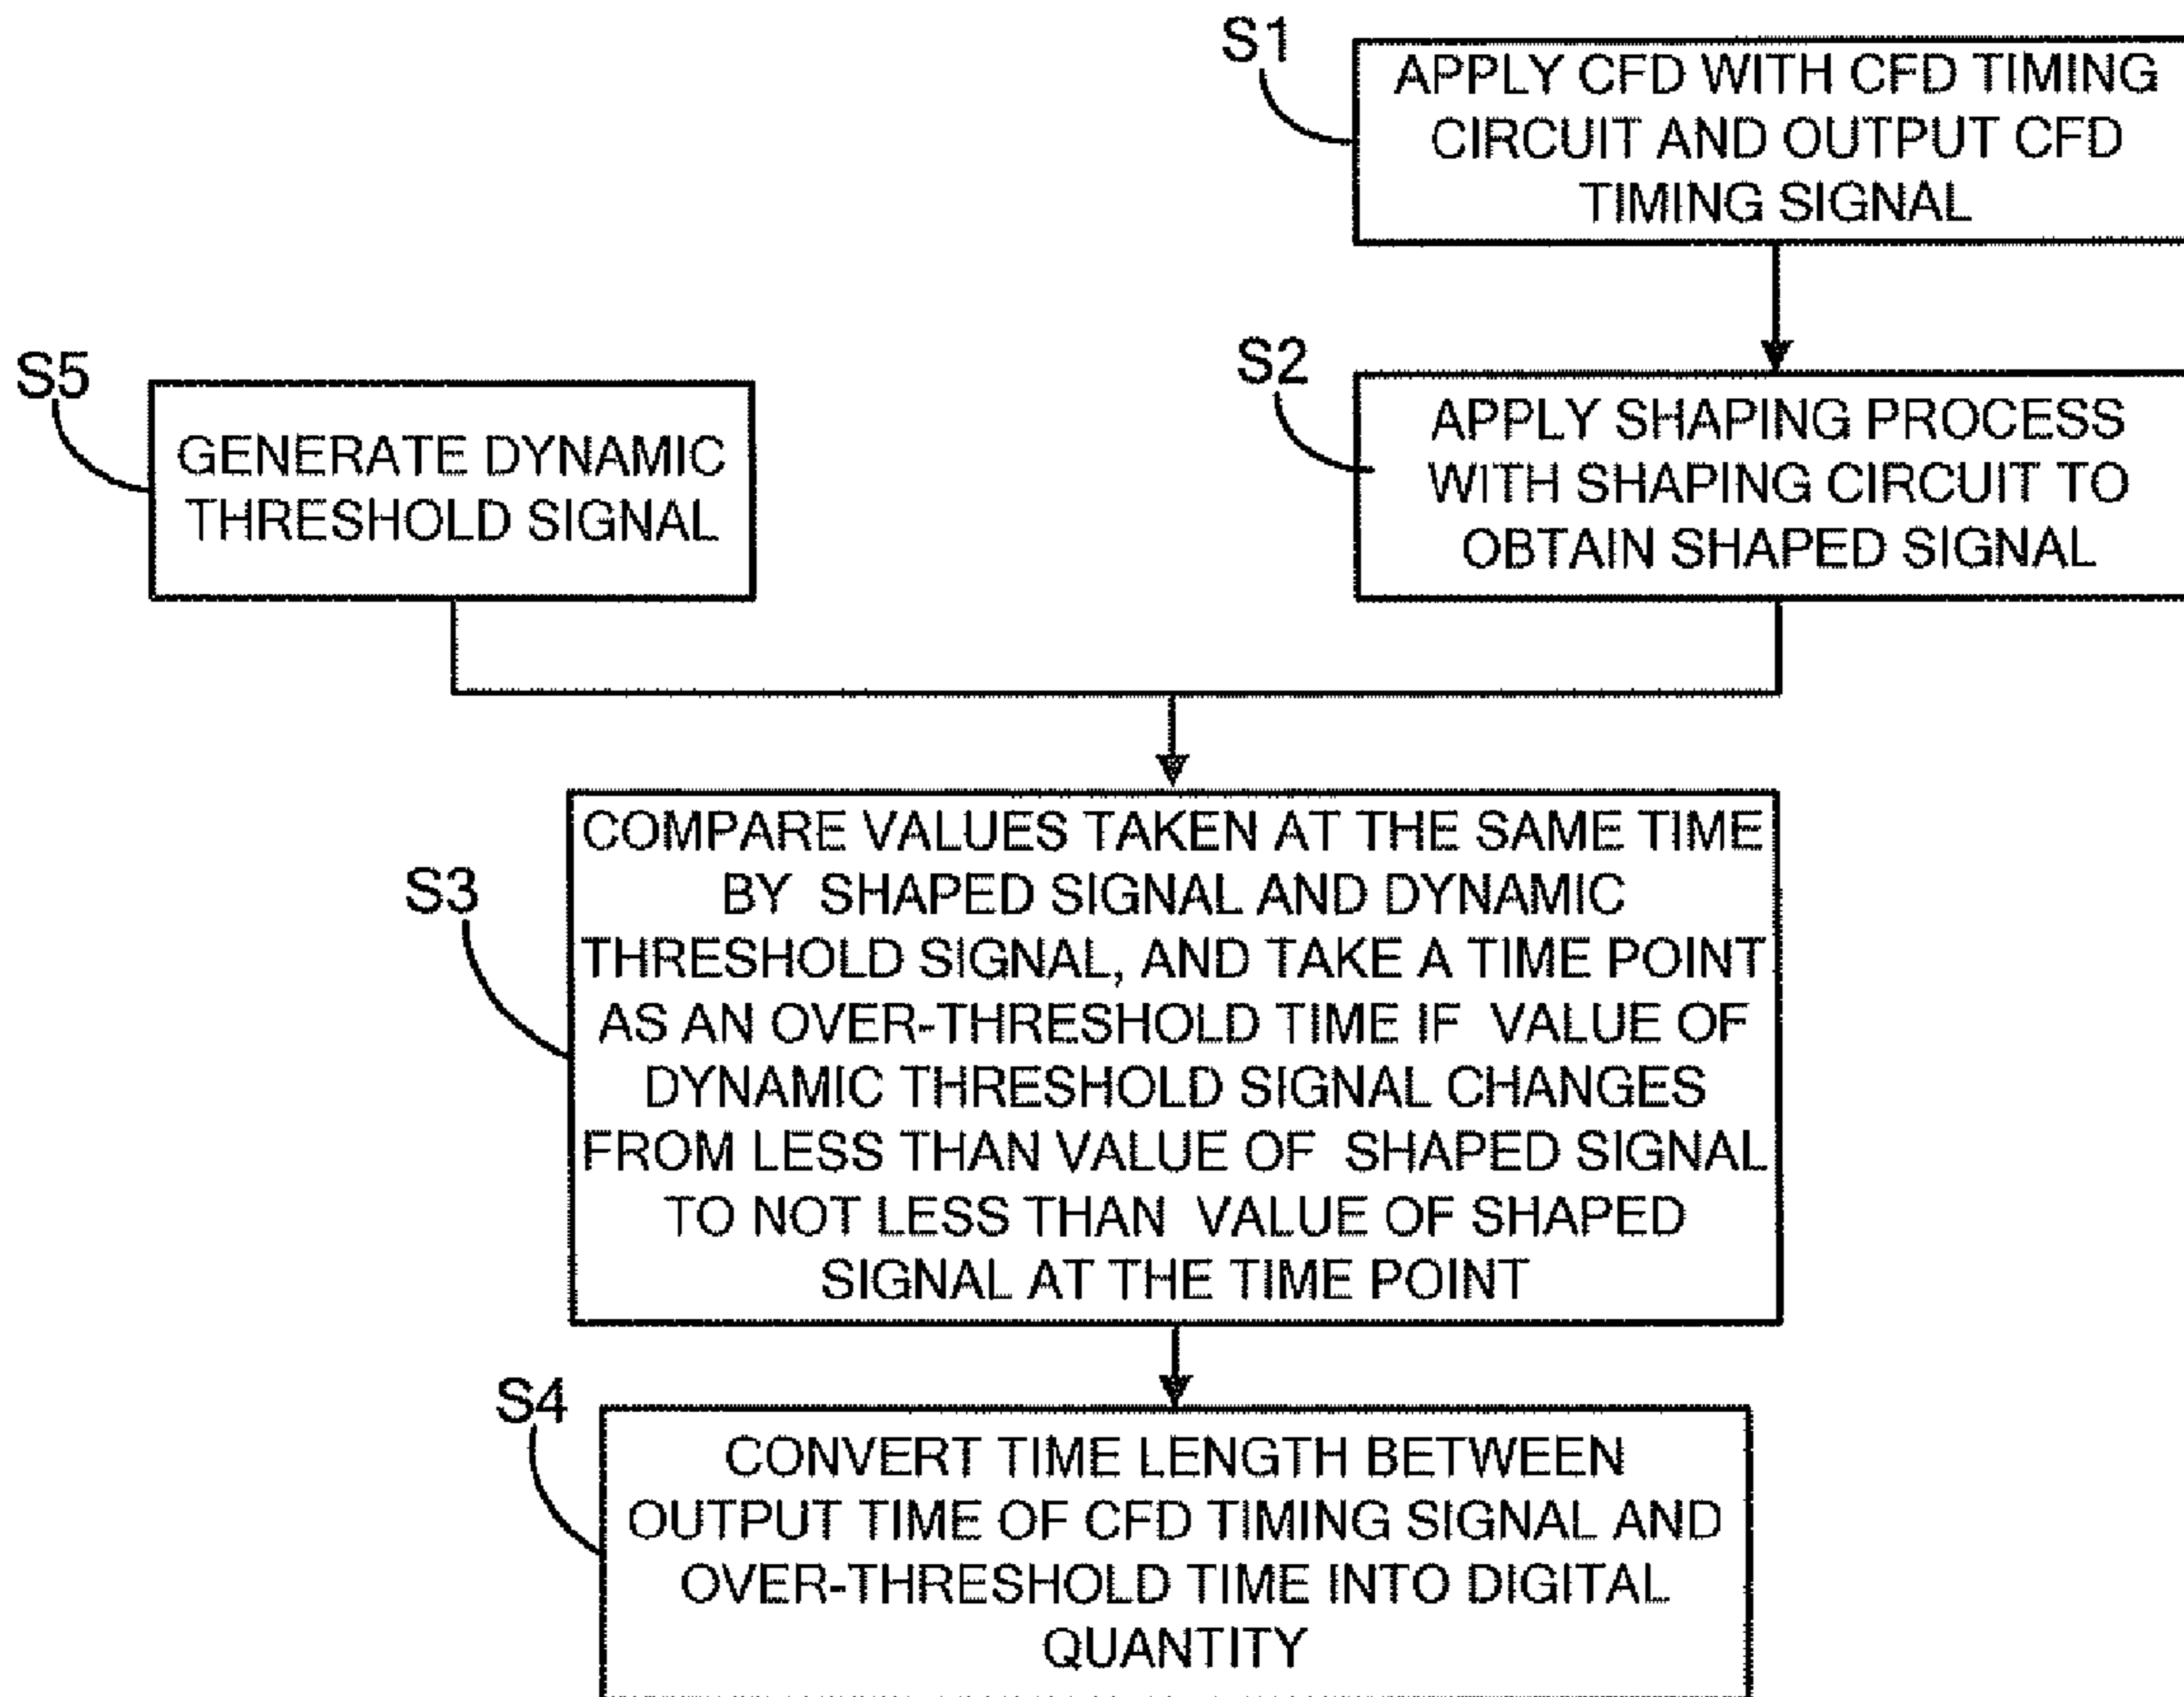 S1
APPLY CFD WITH CFD TIMING
CIRCUIT AND OUTPUT CFD
TIMING SIGNAL
S2
APPLY SHAPING PROCESS
WITH SHAPING CIRCUIT TO
OBTAIN SHAPED SIGNAL
S5
GENERATE DYNAMIC
THRESHOLD SIGNAL
S3
COMPARE VALUES TAKEN AT THE SAME TIME
BY SHAPED SIGNAL AND DYNAMIC
THRESHOLD SIGNAL, AND TAKE A TIME POINT
AS AN OVER-THRESHOLD TIME IF VALUE OF
DYNAMIC THRESHOLD SIGNAL CHANGES
FROM LESS THAN VALUE OF SHAPED SIGNAL
TO NOT LESS THAN VALUE OF SHAPED
SIGNAL AT THE TIME POINT
S4
CONVERT TIME LENGTH BETWEEN
OUTPUT TIME OF CFD TIMING SIGNAL AND
OVER-THRESHOLD TIME INTO DIGITAL
QUANTITY